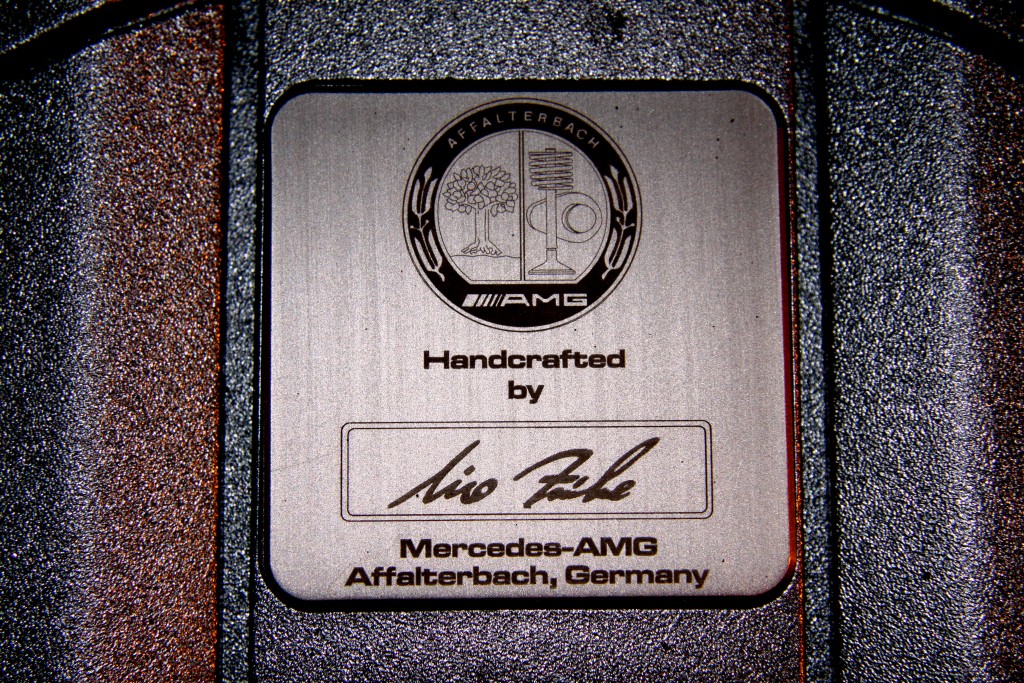 AFFALTERBACH
AMG
Handcrafted
by
Mercedes-AMG
Affalterbach, Germany